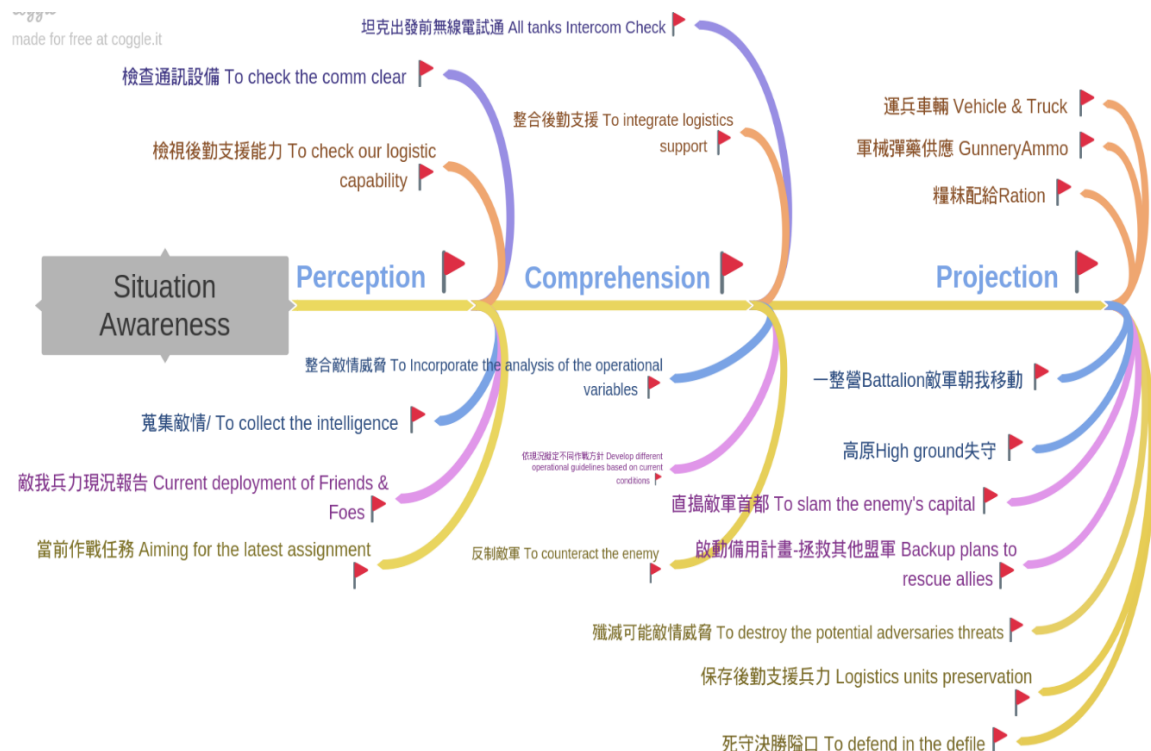 made for free at coggle.it
坦克出發前無線電試通 All tanks Intercom Check
檢查通訊設備 To check the comm clear
整合後勤支援 To integrate logistics
support
檢視後勤支援能力 To check our logistic
capability
運兵車輛 Vehicle & Truck
軍械彈藥供應 GunneryAmmo
糧秣配給Ration
Situation
Awareness
Perception
Comprehension
Projection
整合敵情威脅 To Incorporate the analysis of the operational
variables
蒐集敵情/ To collect the intelligence
敵我兵力現況報告 Current deployment of Friends &
Foes
當前作戰任務 Aiming for the latest assignment
依現況擬定不同作戰方針 Develop different
operational guidelines based on current
conditions
反制敵軍 To counteract the enemy
一整營Battalion敵軍朝我移動
高原High ground失守
直搗敵軍首都 To slam the enemy's capital
啟動備用計畫-拯救其他盟軍 Backup plans to
rescue allies
殲滅可能敵情威脅 To destroy the potential adversaries threats
保存後勤支援兵力 Logistics units preservation
死守決勝隘口 To defend in the defile